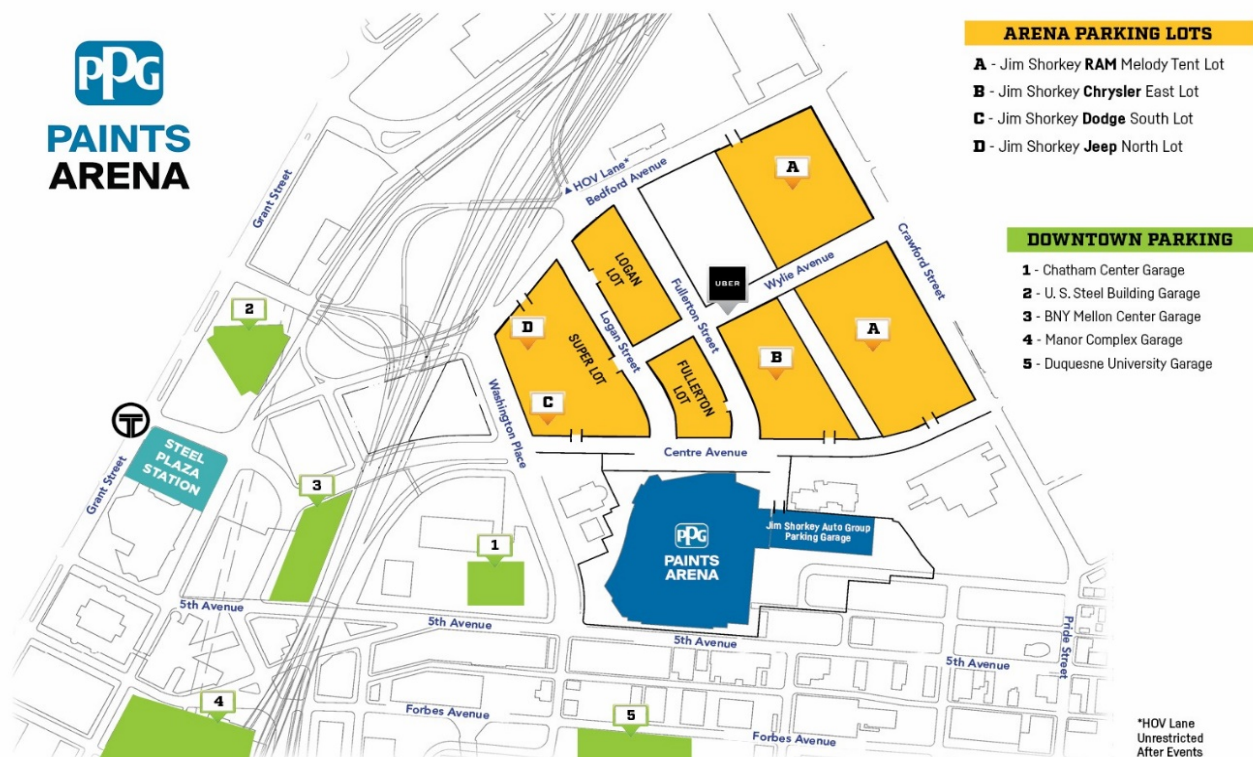 PPG
PAINTS
ARENA
ARENA PARKING LOTS
A - Jim Shorkey RAM Melody Tent Lot
B - Jim Shorkey Chrysler East Lot
C - Jim Shorkey Dodge South Lot
D - Jim Shorkey Jeep North Lot
DOWNTOWN PARKING
1 - Chatham Center Garage
2 - U. S. Steel Building Garage
3 - BNY Mellon Center Garage
4 - Manor Complex Garage
5 - Duquesne University Garage
Grant Street
▲ HOV Lane*
Bedford Avenue
A
Crawford Street
LOGAN
LOT
Fullerton Street
UBER
Wylie Avenue
2
D
SUPER LOT
Logan Street
B
A
FULLERTON
LOT
C
Washington Place
T
STEEL
PLAZA
STATION
Grant Street
Centre Avenue
3
PPG
PAINTS
ARENA
Jim Shorkey Auto Group
Parking Garage
1
5th Avenue
5th Avenue
5th Avenue
5th Avenue
Pride Street
4
Forbes Avenue
5
Forbes Avenue
*HOV Lane
Unrestricted
After Events